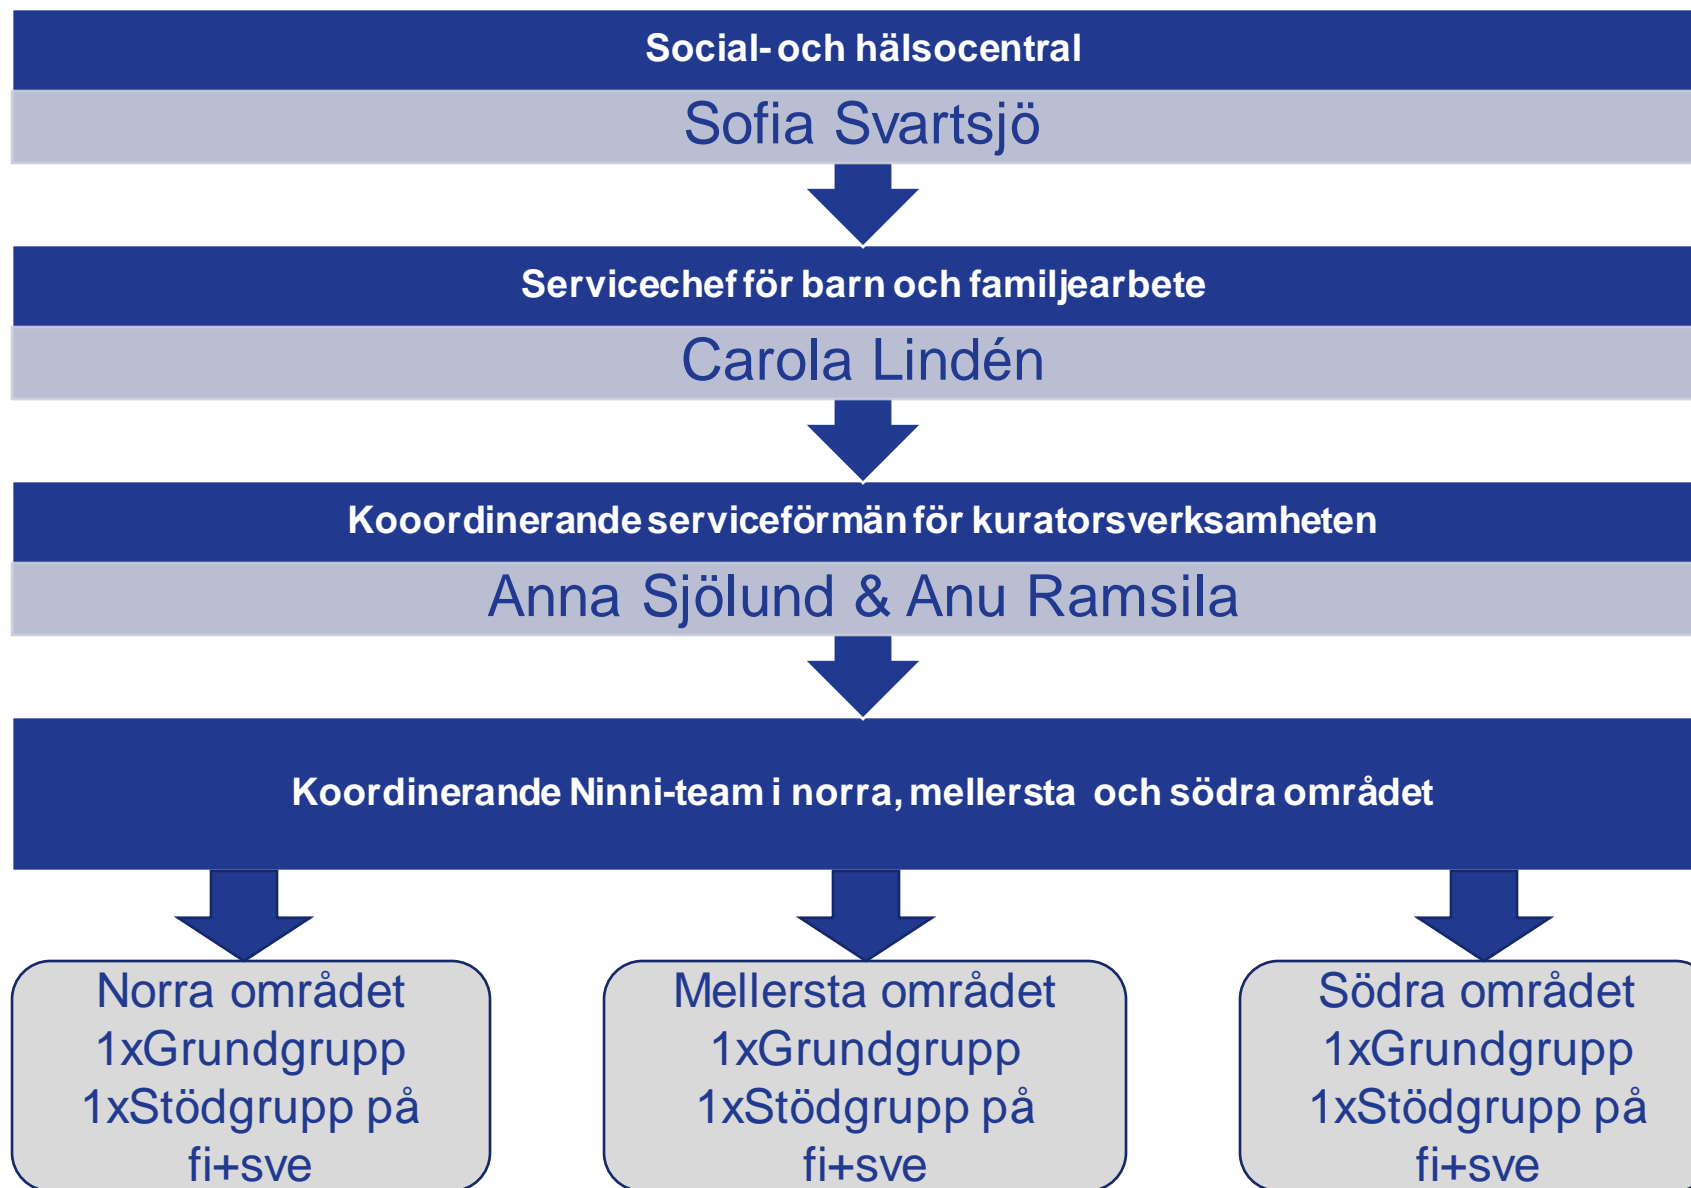 Social- och hälsocentral
Sofia Svartsjö
Servicechef för barn och familjearbete
Carola Lindén
Kooordinerande serviceförmän för kuratorsverksamheten
Anna Sjölund & Anu Ramsila
Koordinerande Ninni-team i norra, mellersta och södra området
Norra området
1xGrundgrupp
1xStödgrupp på
fi+sve
Mellersta området
1xGrundgrupp
1xStödgrupp på
fi+sve
Södra området
1xGrundgrupp
1xStödgrupp på
fi+sve